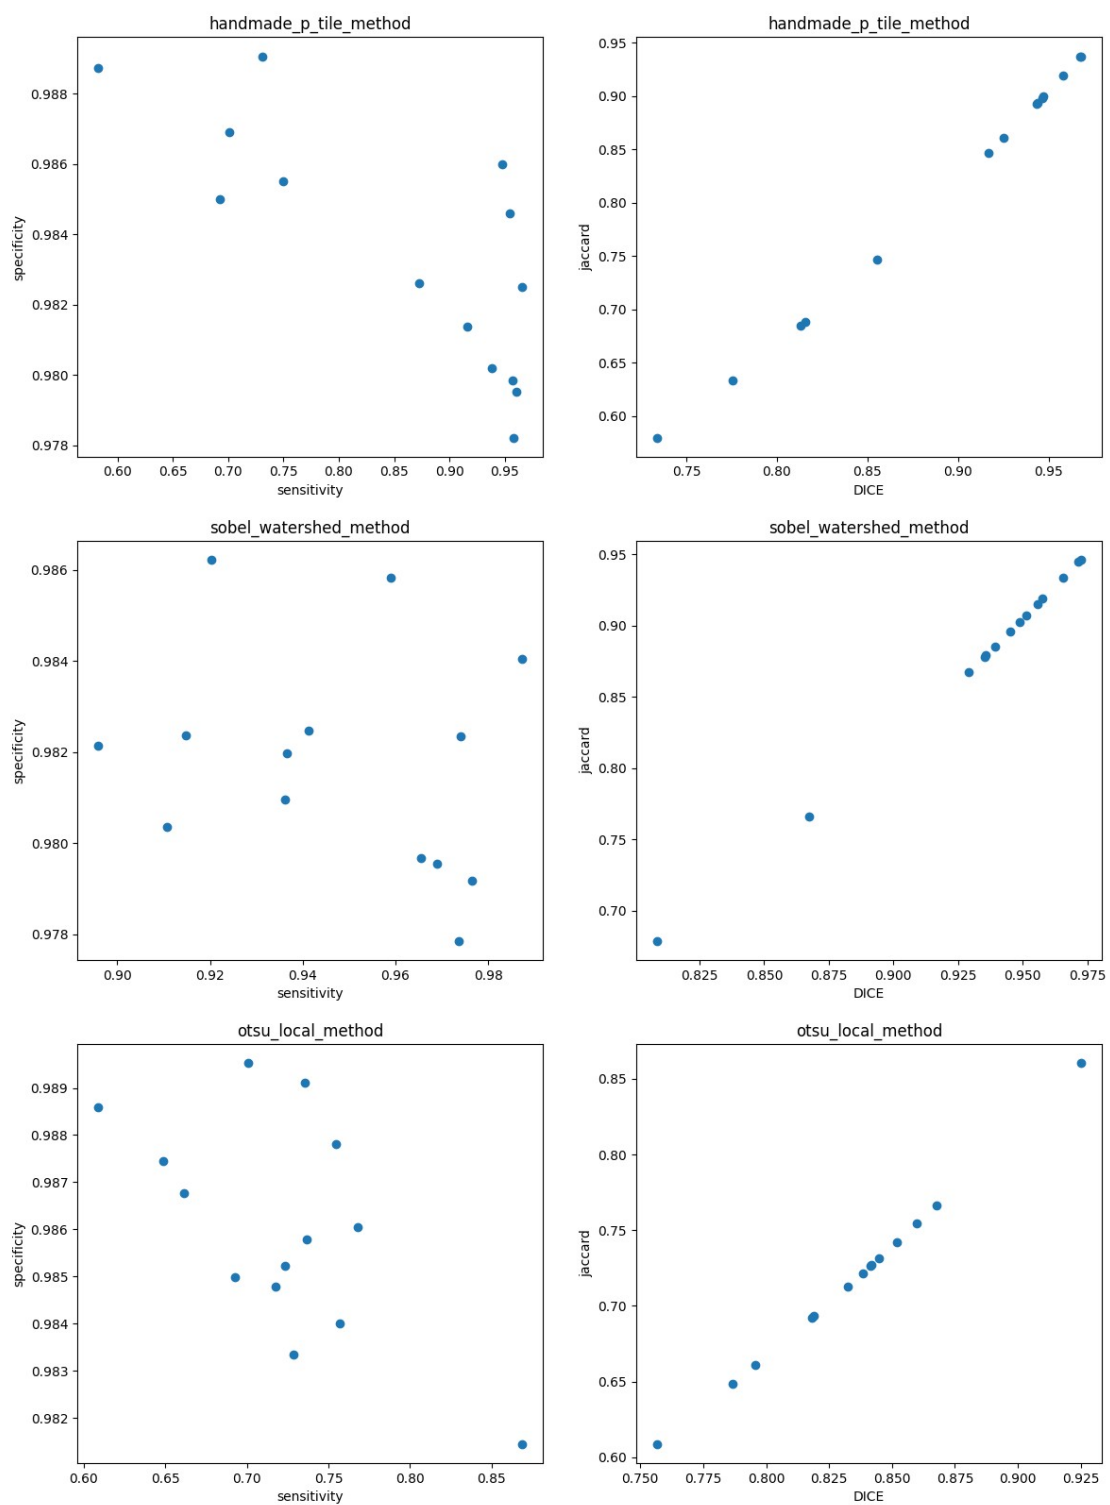 handmade_p_tile_method
handmade_p_tile_method
0.988
0.986
0.984
0.982
0.980
0.978
specificity
0.60 0.65 0.70 0.75 0.80 0.85 0.90 0.95
sensitivity
0.95
0.90
0.85
0.80
0.75
0.70
0.65
0.60
jaccard
0.75 0.80 0.85 0.90 0.95
DICE
sobel_watershed_method
sobel_watershed_method
0.986
0.984
0.982
0.980
0.978
specificity
0.90 0.92 0.94 0.96 0.98
sensitivity
0.95
0.90
0.85
0.80
0.75
0.70
jaccard
0.825 0.850 0.875 0.900 0.925 0.950 0.975
DICE
otsu_local_method
otsu_local_method
0.989
0.988
0.987
0.986
0.985
0.984
0.983
0.982
specificity
0.60 0.65 0.70 0.75 0.80 0.85
sensitivity
0.85
0.80
0.75
0.70
0.65
0.60
jaccard
0.750 0.775 0.800 0.825 0.850 0.875 0.900 0.925
DICE